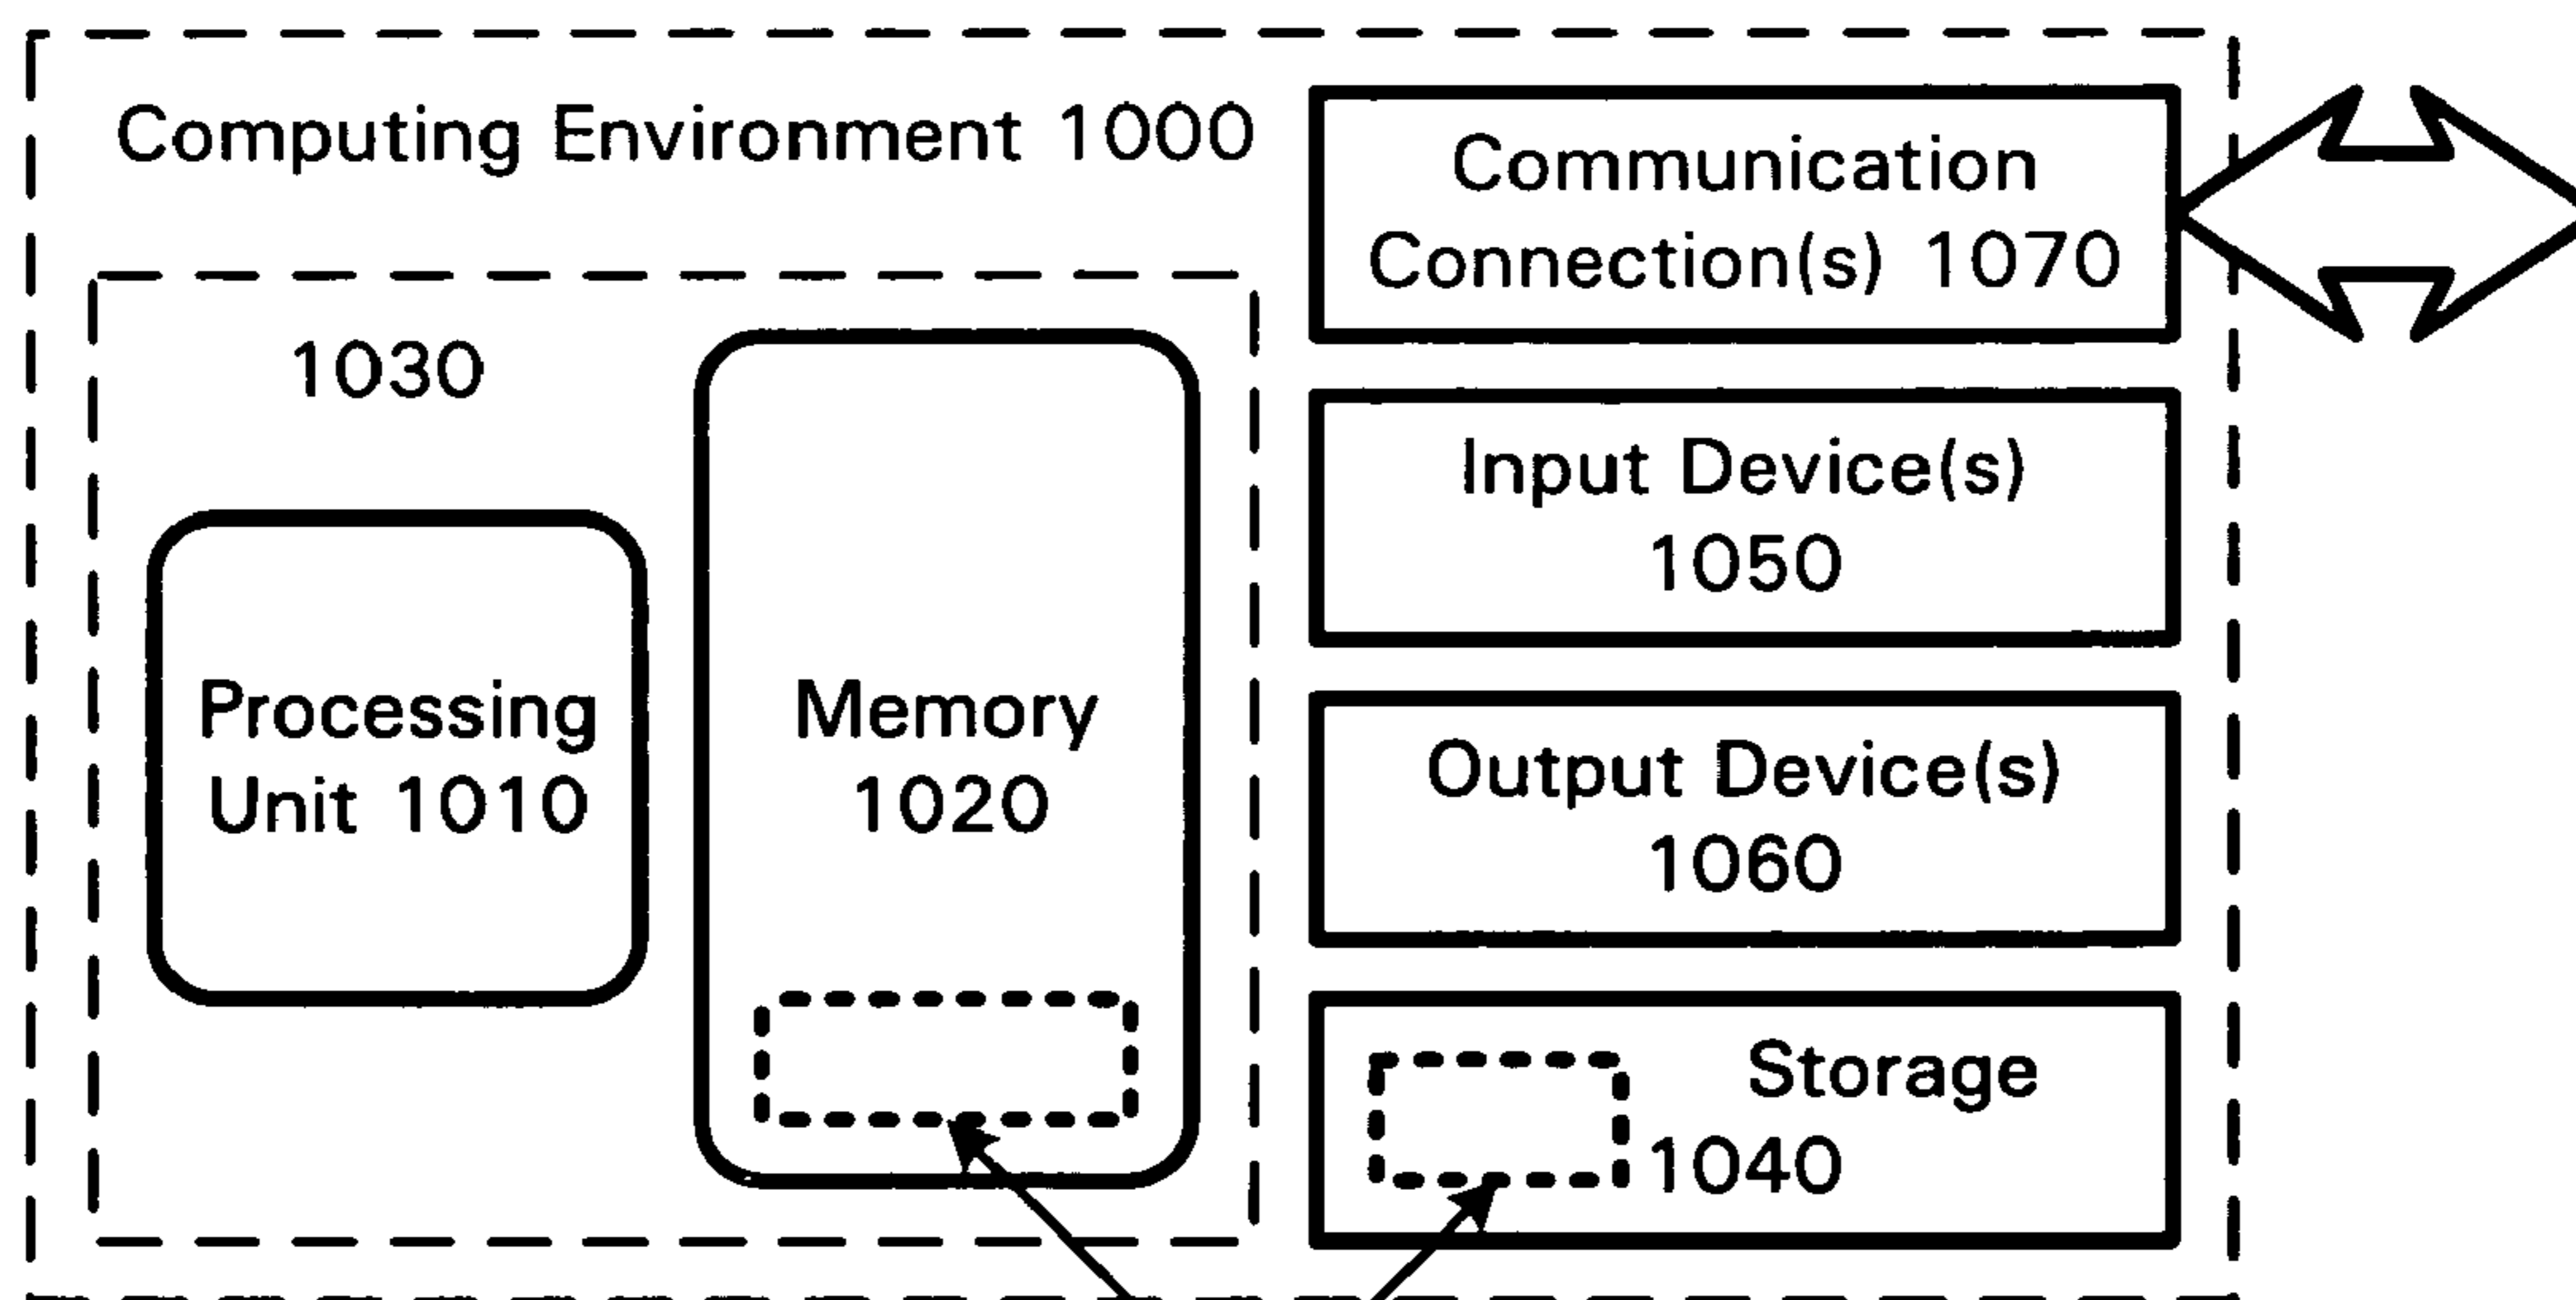 Computing Environment 1000
Communication
Connection(s) 1070
1030
Input Device(s)
1050
Processing
Unit 1010
Memory
1020
Output Device(s)
1060
Storage
1040